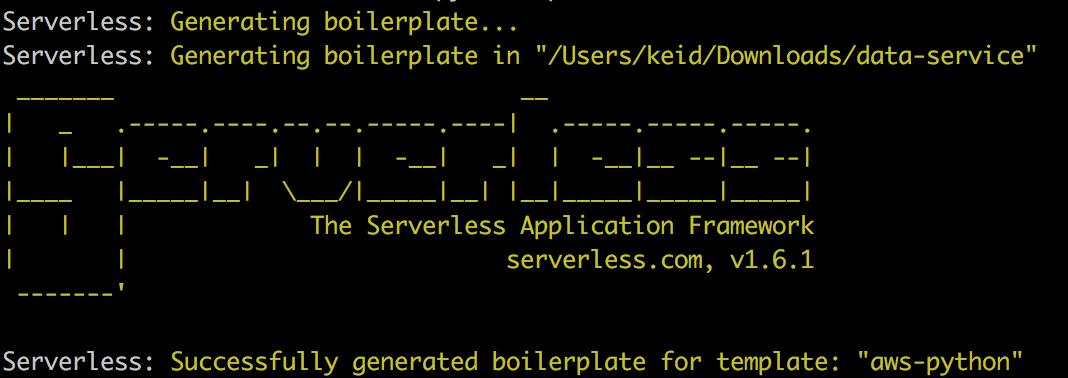 Serverless: Generating boilerplate...
Serverless: Generating boilerplate in "/Users/keid/Downloads/data-service"
 _______                             __
|   _   .-----.----.--.--.-----.----|  .-----.-----.-----.
|   |___|  -__|   _|  |  |  -__|   _|  |  -__|__ --|__ --|
|____   |_____|__|  \___/|_____|__| |__|_____|_____|_____|
|   |   |             The Serverless Application Framework
|       |                           serverless.com, v1.6.1
 -------'
Serverless: Successfully generated boilerplate for template: "aws-python"